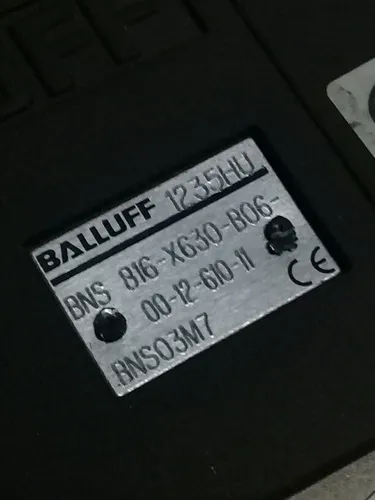 BALLUFF 1235HU
BNS 816-X630-B06-
00-12-610-11
BNS03M7
CE